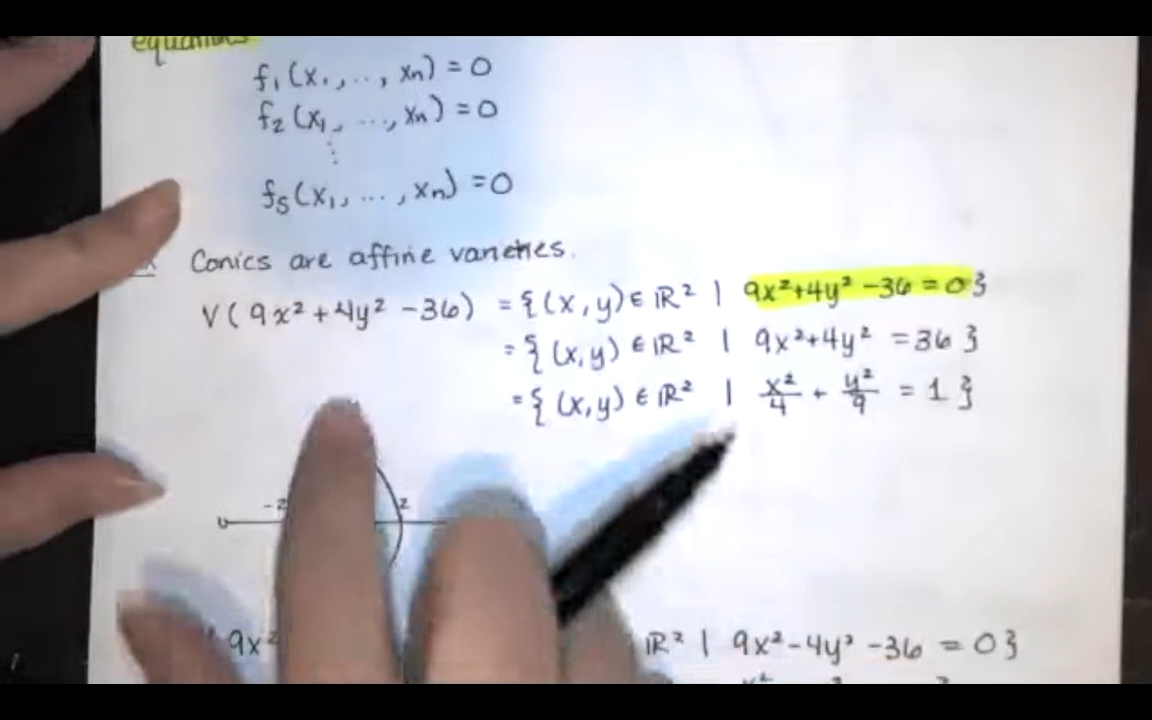 equations
f₁(x₁, ..., xₙ) = 0
f₂(x₁, ..., xₙ) = 0
⋮
fₛ(x₁, ..., xₙ) = 0
Conics are affine varieties.
V(9x²+4y²-36) = {(x,y) ∈ ℝ² | 9x²+4y²-36=0}
= {(x,y) ∈ ℝ² | 9x²+4y² = 36}
= {(x,y) ∈ ℝ² | x²/4 + y²/9 = 1}
-2 2
9x² ℝ² | 9x²-4y²-36 = 0}